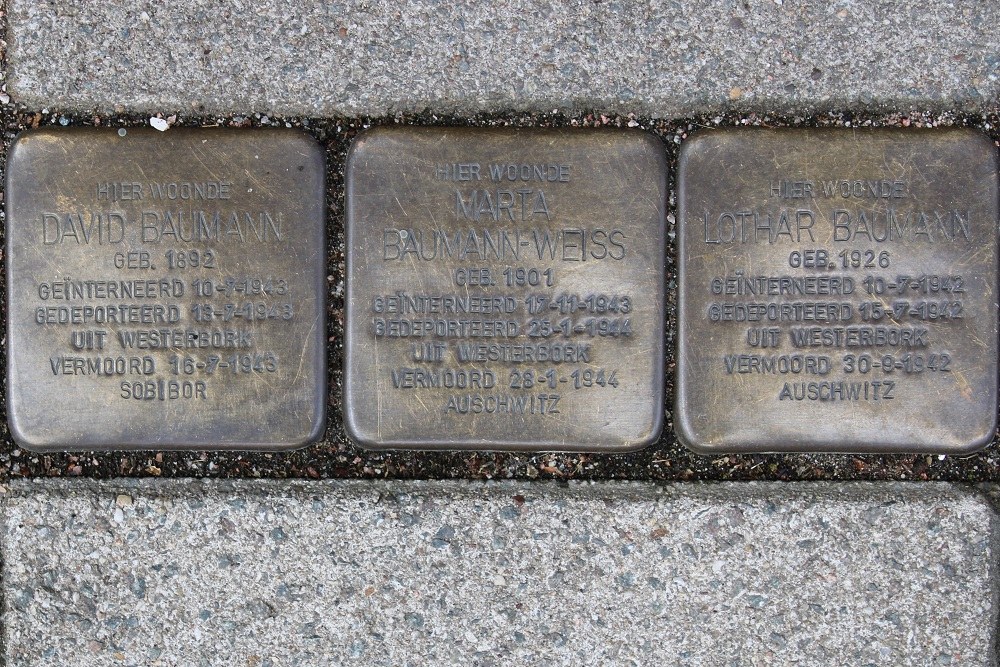 HIER WOONDE
DAVID BAUMANN
GEB. 1892
GEÏNTERNEERD 10-7-1943
GEDEPORTEERD 13-7-1943
UIT WESTERBORK
VERMOORD 16-7-1943
SOBIBOR
HIER WOONDE
MARTA
BAUMANN-WEISS
GEB. 1901
GEÏNTERNEERD 17-11-1943
GEDEPORTEERD 25-1-1944
UIT WESTERBORK
VERMOORD 28-1-1944
AUSCHWITZ
HIER WOONDE
LOTHAR BAUMANN
GEB. 1926
GEÏNTERNEERD 10-7-1942
GEDEPORTEERD 15-7-1942
UIT WESTERBORK
VERMOORD 30-9-1942
AUSCHWITZ